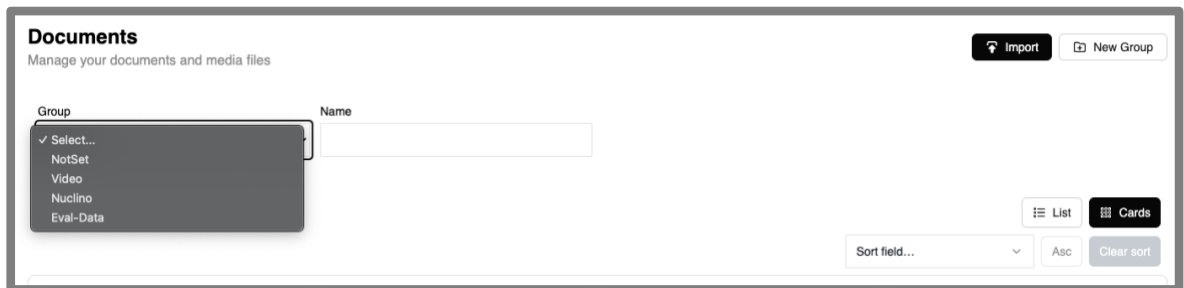 Documents
Manage your documents and media files
Import
New Group
Group
Name
✓ Select...
NotSet
Video
Nuclino
Eval-Data
List
Cards
Sort field...
Asc
Clear sort